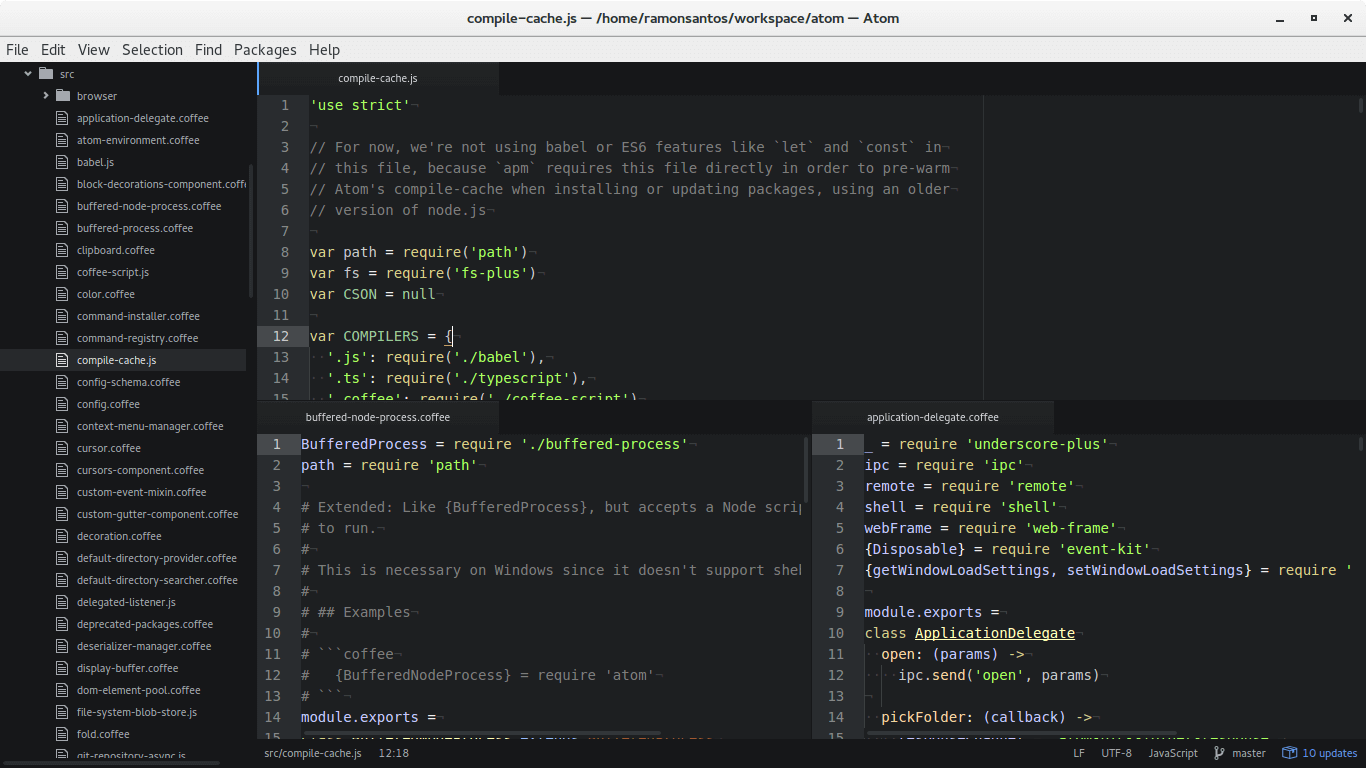 compile-cache.js — /home/ramonsantos/workspace/atom — Atom
File Edit View Selection Find Packages Help
src
browser
application-delegate.coffee
atom-environment.coffee
babel.js
block-decorations-component.coff
buffered-node-process.coffee
buffered-process.coffee
clipboard.coffee
coffee-script.js
color.coffee
command-installer.coffee
command-registry.coffee
compile-cache.js
config-schema.coffee
config.coffee
context-menu-manager.coffee
cursor.coffee
cursors-component.coffee
custom-event-mixin.coffee
custom-gutter-component.coffee
decoration.coffee
default-directory-provider.coffee
default-directory-searcher.coffee
delegated-listener.js
deprecated-packages.coffee
deserializer-manager.coffee
display-buffer.coffee
dom-element-pool.coffee
file-system-blob-store.js
fold.coffee
git-repository-async.js
compile-cache.js
1 'use strict'¬
2 ¬
3 // For now, we're not using babel or ES6 features like `let` and `const` in¬
4 // this file, because `apm` requires this file directly in order to pre-warm¬
5 // Atom's compile-cache when installing or updating packages, using an older¬
6 // version of node.js¬
7 ¬
8 var path = require('path')¬
9 var fs = require('fs-plus')¬
10 var CSON = null¬
11 ¬
12 var COMPILERS = {¬
13 ··'.js': require('./babel'),¬
14 ··'.ts': require('./typescript'),¬
15 ··'.coffee': require('./coffee-script')¬
buffered-node-process.coffee
1 BufferedProcess = require './buffered-process'¬
2 path = require 'path'¬
3 ¬
4 # Extended: Like {BufferedProcess}, but accepts a Node scrip
5 # to run.¬
6 #¬
7 # This is necessary on Windows since it doesn't support shel
8 #¬
9 # ## Examples¬
10 #¬
11 # ```coffee¬
12 #   {BufferedNodeProcess} = require 'atom'¬
13 # ```¬
14 module.exports =¬
15
application-delegate.coffee
1 _ = require 'underscore-plus'¬
2 ipc = require 'ipc'¬
3 remote = require 'remote'¬
4 shell = require 'shell'¬
5 webFrame = require 'web-frame'¬
6 {Disposable} = require 'event-kit'¬
7 {getWindowLoadSettings, setWindowLoadSettings} = require '
8 ¬
9 module.exports =¬
10 class ApplicationDelegate¬
11 ··open: (params) ->¬
12 ····ipc.send('open', params)¬
13 ¬
14 ··pickFolder: (callback) ->¬
15
src/compile-cache.js 12:18 LF UTF-8 JavaScript master 10 updates